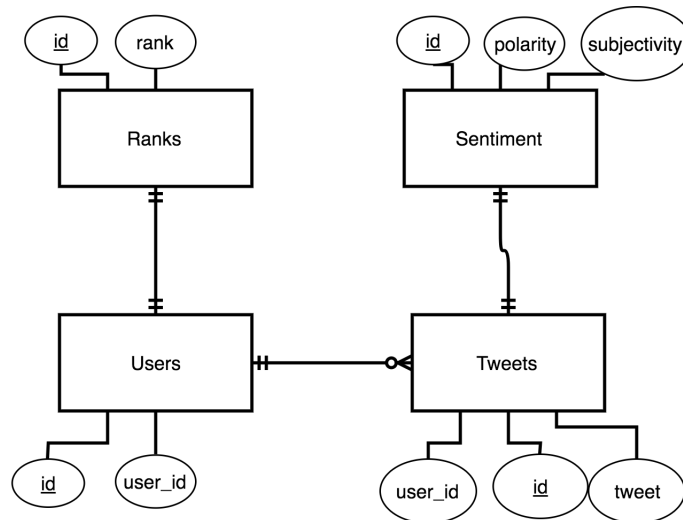 id
rank
id
polarity
subjectivity
Ranks
Sentiment
Users
Tweets
id
user_id
user_id
id
tweet